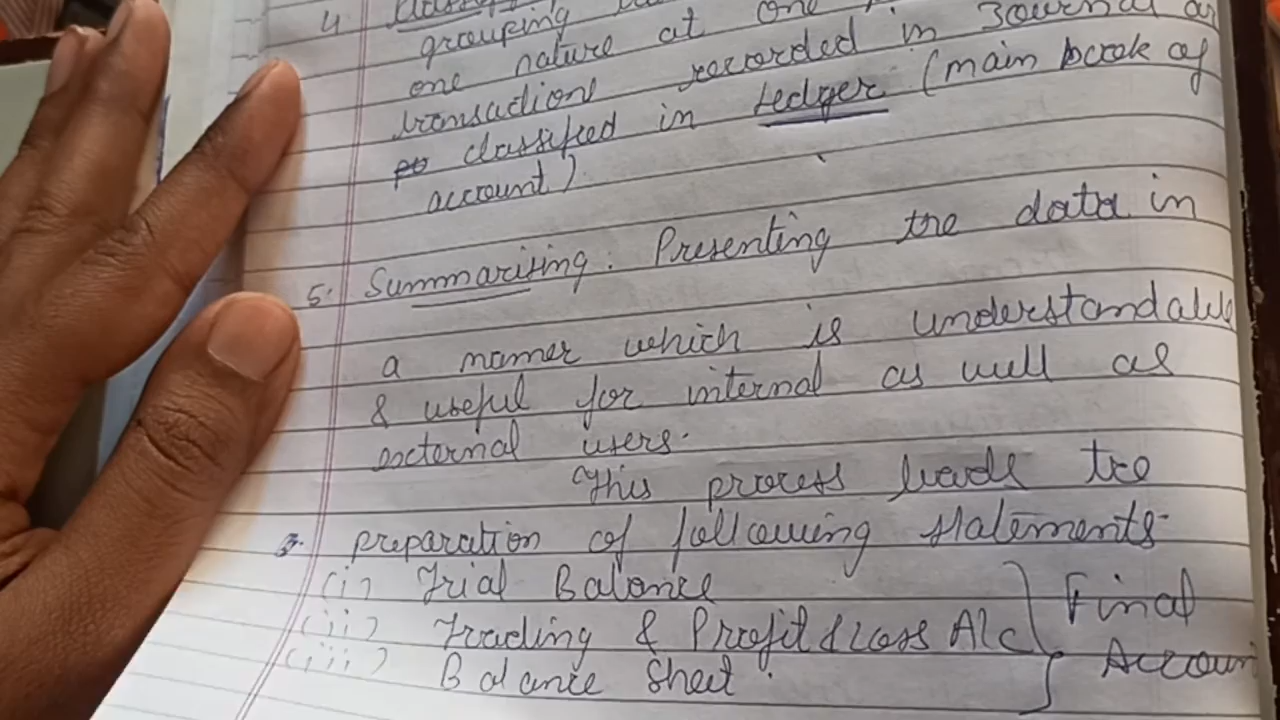 4.
grouping
one nature at one
transactions recorded in Journal are
classified in Ledger (main book of
account).
5. Summarising: Presenting the data in
a manner which is understandable
& useful for internal as well as
external users.
This process leads to
preparation of following statements-
(i) Trial Balance
(ii) Trading & Profit & Loss A/c
(iii) Balance Sheet.
Final
Account